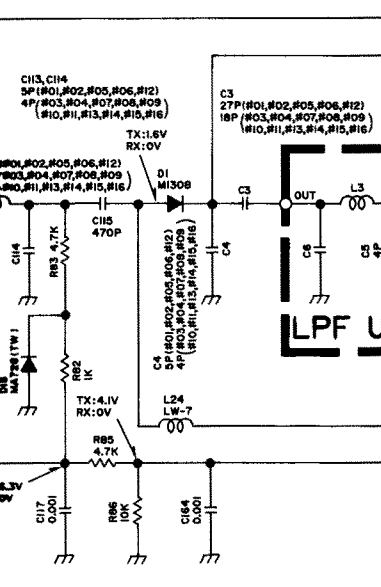 C113, C114
5P(#01,#02,#05,#06,#12)
4P(#03,#04,#07,#08,#09
#10,#11,#13,#14,#15,#16)
C3
27P(#01,#02,#05,#06,#12)
18P(#03,#04,#07,#08,#09
#10,#11,#13,#14,#15,#16)
TX:1.6V
RX:0V
#01,#02,#05,#06,#12)
#03,#04,#07,#08,#09
#10,#11,#13,#14,#15,#16)
D1
MI308
C3
OUT
L3
C115
470P
C114
R83 4.7K
C4
5P(#01,#02,#05,#06,#12)
4P(#03,#04,#07,#08,#09
#10,#11,#13,#14,#15,#16)
C4
C6
C5
4P
LPF U
MA729(TW)
R82
1K
TX:4.1V
RX:0V
L24
LW-7
R85
4.7K
6.3V
0V
C117
0.001
R86
10K
C164
0.001